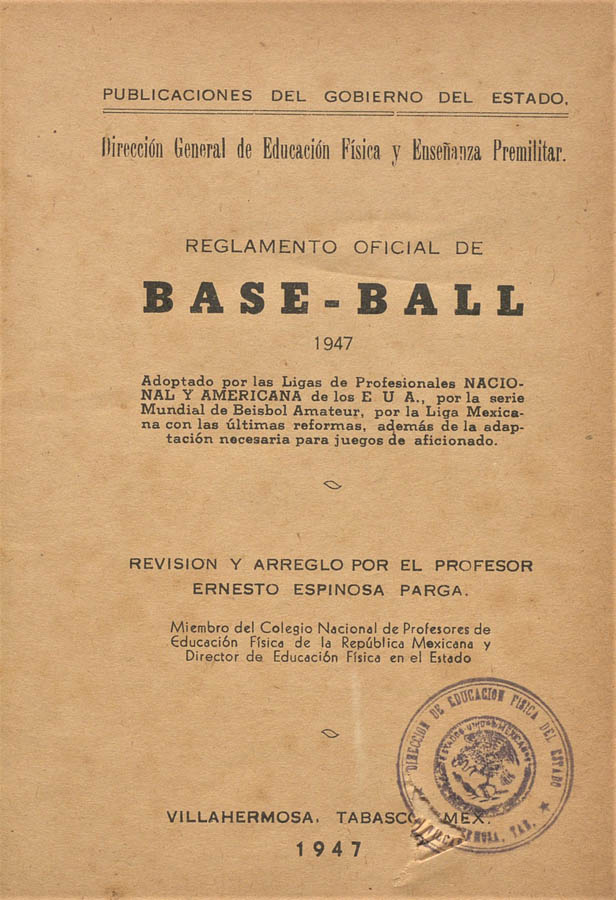 PUBLICACIONES DEL GOBIERNO DEL ESTADO.
Dirección General de Educación Física y Enseñanza Premilitar.
REGLAMENTO OFICIAL DE
BASE-BALL
1947
Adoptado por las Ligas de Profesionales NACIO-
NAL Y AMERICANA de los E U A., por la serie
Mundial de Beisbol Amateur, por la Liga Mexica-
na con las últimas reformas, además de la adap-
tación necesaria para juegos de aficionado.
REVISION Y ARREGLO POR EL PROFESOR
ERNESTO ESPINOSA PARGA.
Miembro del Colegio Nacional de Profesores de
Educación Física de la República Mexicana y
Director de Educación Física en el Estado
DIRECCION DE EDUCACION FISICA DEL ESTADO
ESTADOS UNIDOS MEXICANOS
TAB.
VILLAHERMOSA, TABASCO, MEX.
1947